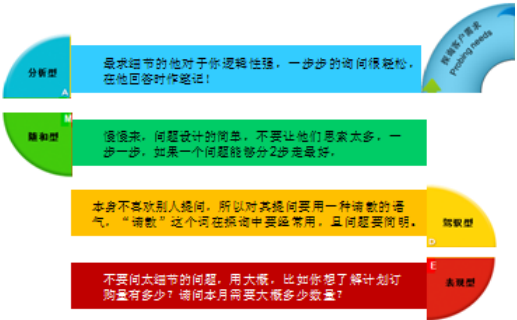 探询客户需求
Probing needs
分析型
A
最求细节的他对于你逻辑性强，一步步的询问很轻松，
在他回答时作笔记！
M
随和型
慢慢来，问题设计的简单，不要让他们思索太多，一
步一步，如果一个问题能够分2步走最好。
本身不喜欢别人提问，所以对其提问要用一种请教的语
气，“请教”这个词在探询中要经常用，且问题要简明。
驾驭型
D
E
表现型
不要问太细节的问题，用大概，比如你想了解计划订
购量有多少？请问本月需要大概多少数量？